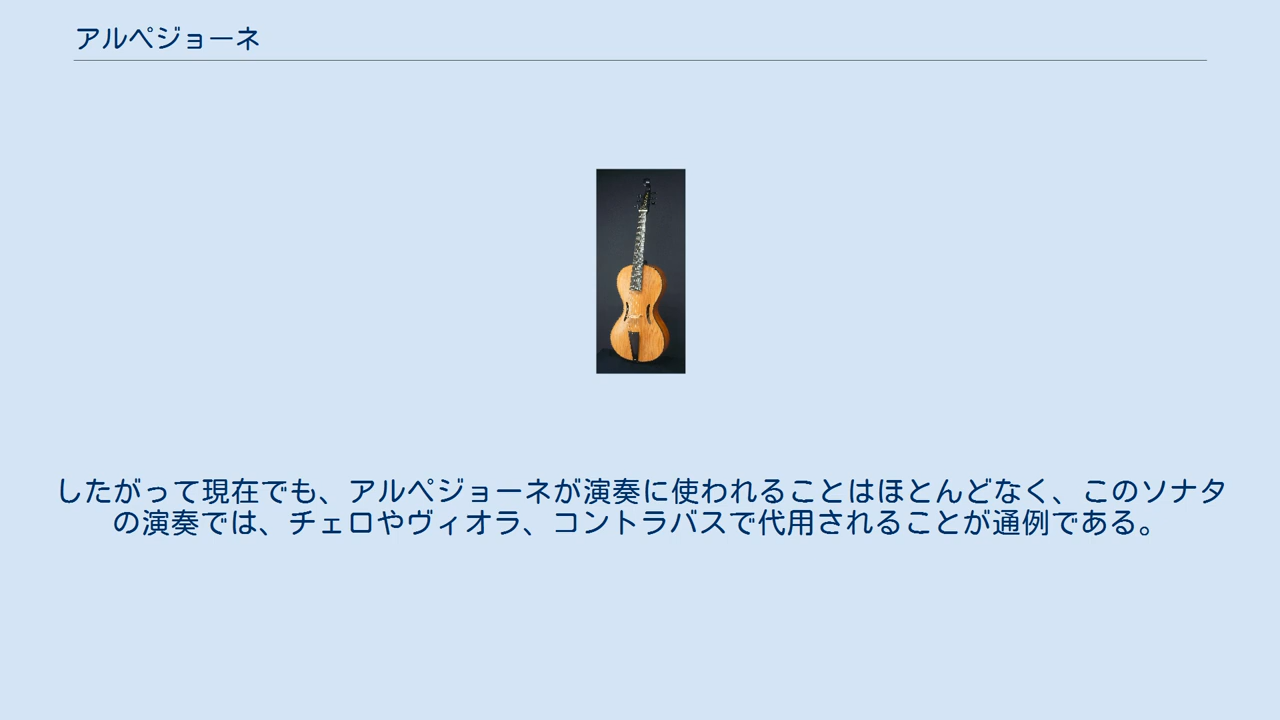 アルペジョーネ
したがって現在でも、アルペジョーネが演奏に使われることはほとんどなく、このソナタ
の演奏では、チェロやヴィオラ、コントラバスで代用されることが通例である。